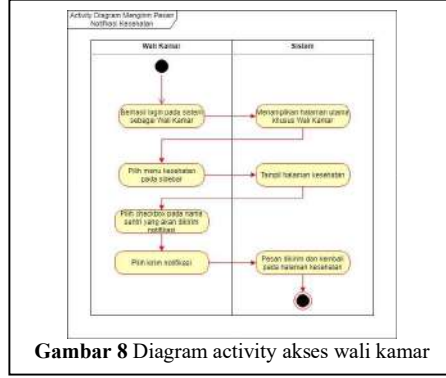 Activity Diagram Mengirim Pesan
Notifikasi Kesehatan
Wali Kamar
Sistem
Berhasil login pada sistem
sebagai Wali Kamar
Menampilkan halaman utama
khusus Wali Kamar
Pilih menu kesehatan
pada sidebar
Tampil halaman kesehatan
Pilih checkbox pada nama
santri yang akan dikirim
notifikasi
Pilih kirim notifikasi
Pesan dikirim dan kembali
pada halaman kesehatan
Gambar 8 Diagram activity akses wali kamar